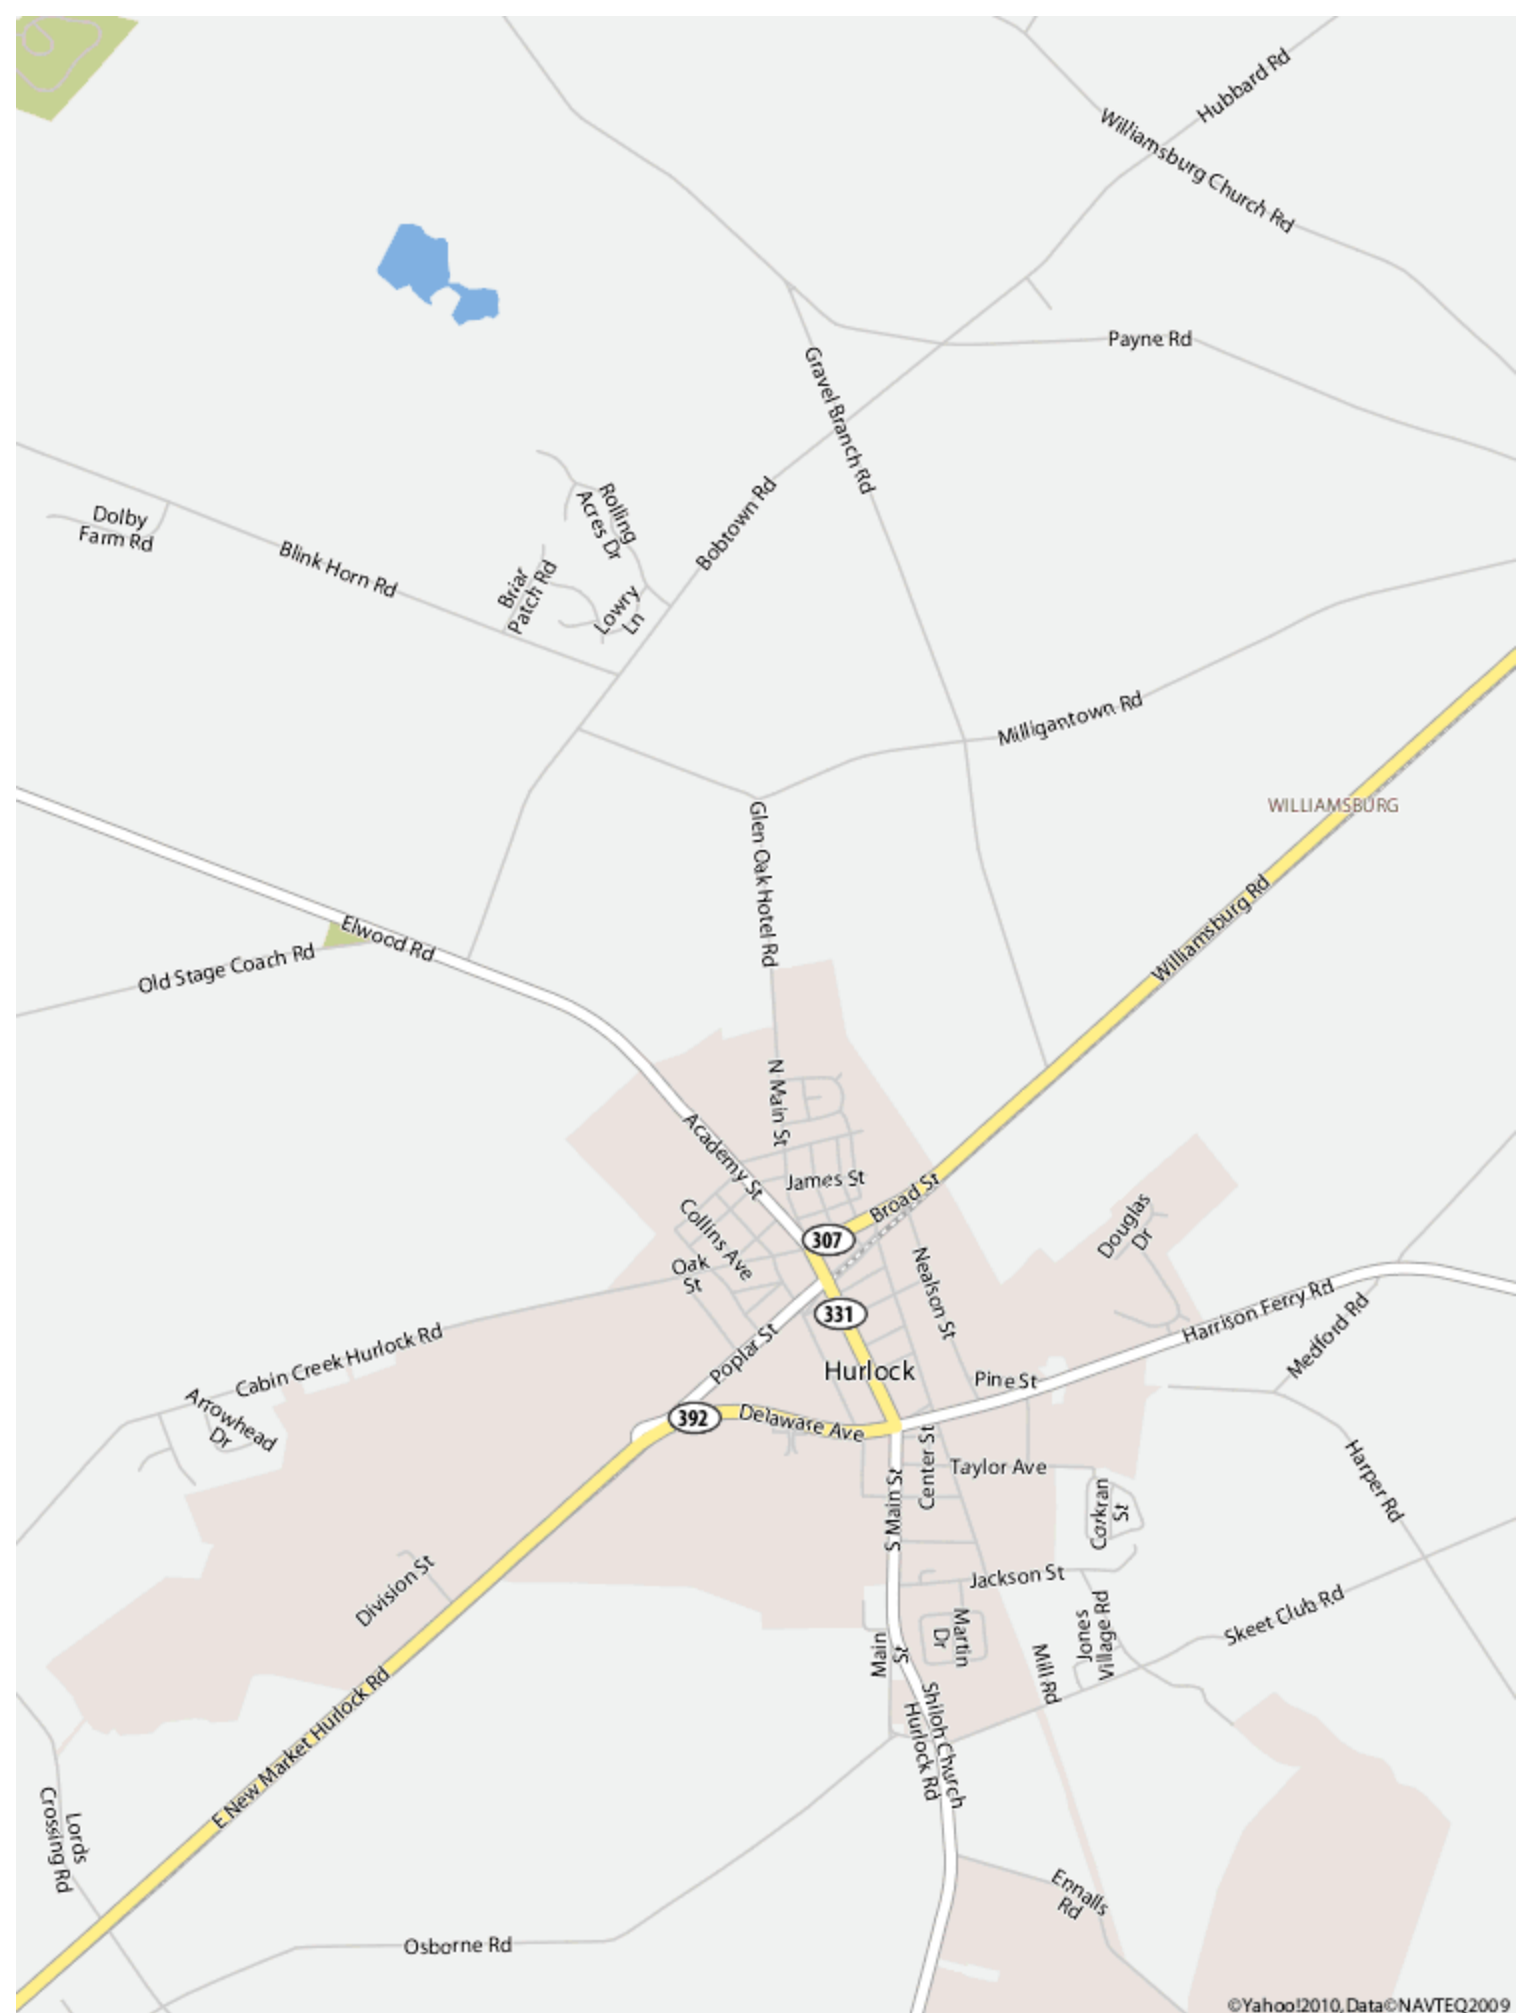 Hubbard Rd
Williamsburg Church Rd
Payne Rd
Gravel Branch Rd
Bobtown Rd
Rolling
Acres Dr
Dolby
Farm Rd
Blink Horn Rd
Briar
Patch Rd
Lowry
Ln
Milligantown Rd
WILLIAMSBURG
Glen Oak Hotel Rd
Williamsburg Rd
Elwood Rd
Old Stage Coach Rd
N Main St
Academy St
James St
Broad St
Collins Ave
Douglas
Dr
307
Oak
St
Nealson St
331
Harrison Ferry Rd
Medford Rd
Cabin Creek Hurlock Rd
Poplar St
Hurlock
Pine St
Arrowhead
Dr
392
Delaware Ave
Center St
Taylor Ave
Harper Rd
S Main St
Corkran
St
Division St
Jackson St
Skeet Club Rd
Jones
Village Rd
Martin
Dr
Main
S
Mill Rd
Shiloh Church
Hurlock Rd
E New Market Hurlock Rd
Lords
Crossing Rd
Ennalls
Rd
Osborne Rd
©Yahoo!2010, Data©NAVTEQ2009